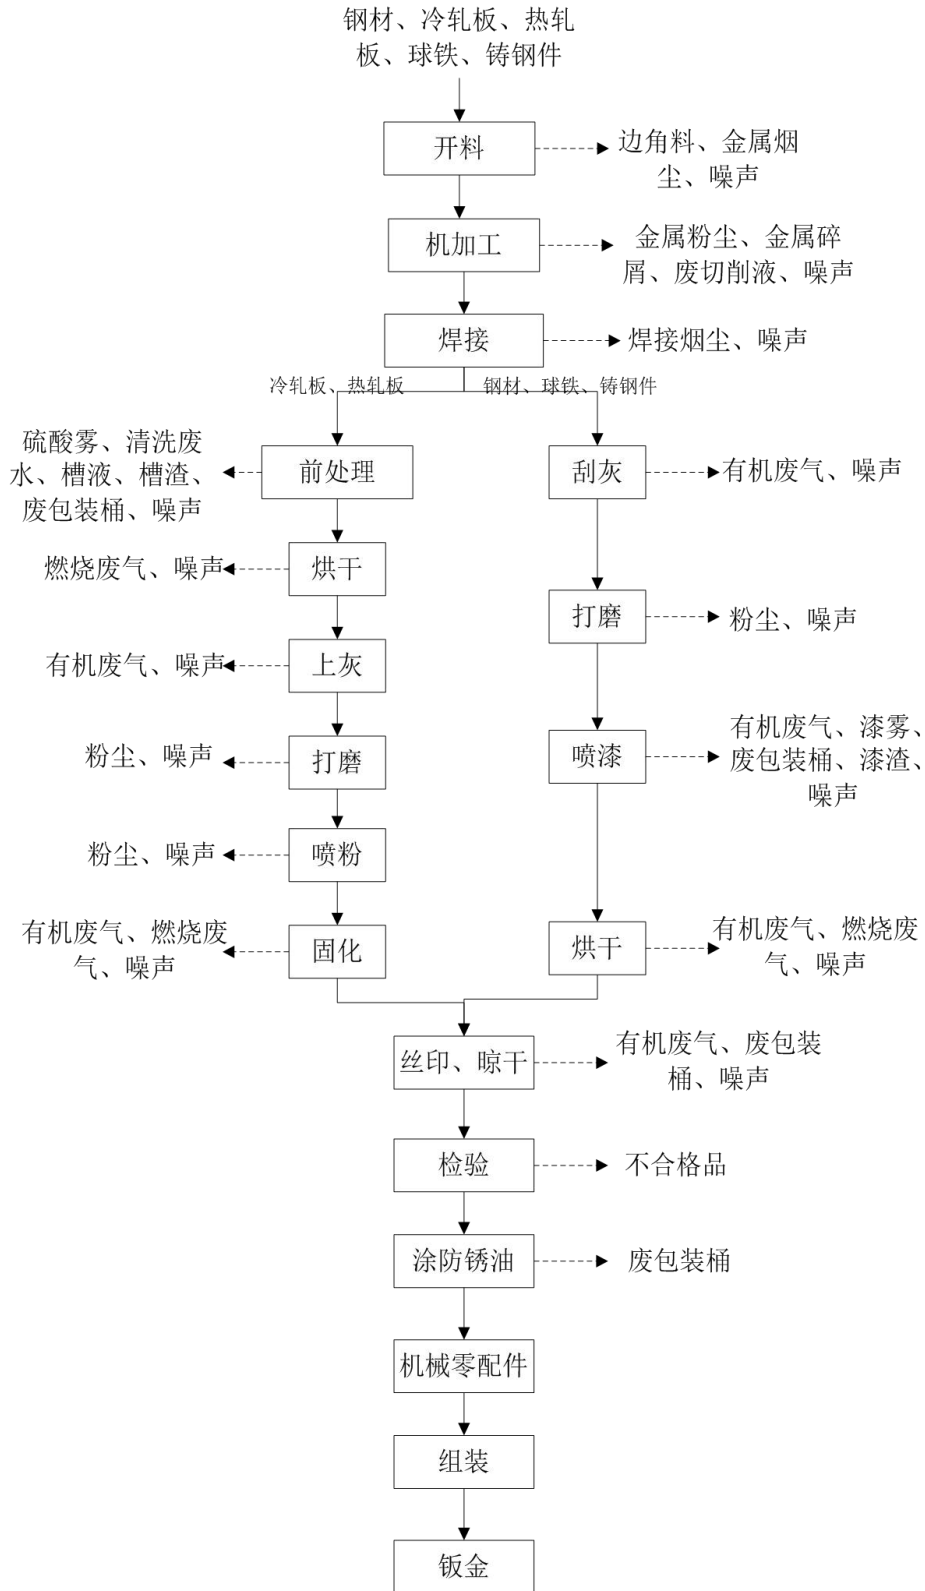 钢材、冷轧板、热轧
板、球铁、铸钢件
开料
边角料、金属烟
尘、噪声
机加工
金属粉尘、金属碎
屑、废切削液、噪声
焊接
焊接烟尘、噪声
冷轧板、热轧板
钢材、球铁、铸钢件
硫酸雾、清洗废
水、槽液、槽渣、
废包装桶、噪声
前处理
刮灰
有机废气、噪声
燃烧废气、噪声
烘干
打磨
粉尘、噪声
有机废气、噪声
上灰
粉尘、噪声
打磨
喷漆
有机废气、漆雾、
废包装桶、漆渣、
噪声
粉尘、噪声
喷粉
有机废气、燃烧废
气、噪声
固化
烘干
有机废气、燃烧废
气、噪声
丝印、晾干
有机废气、废包装
桶、噪声
检验
不合格品
涂防锈油
废包装桶
机械零配件
组装
钣金